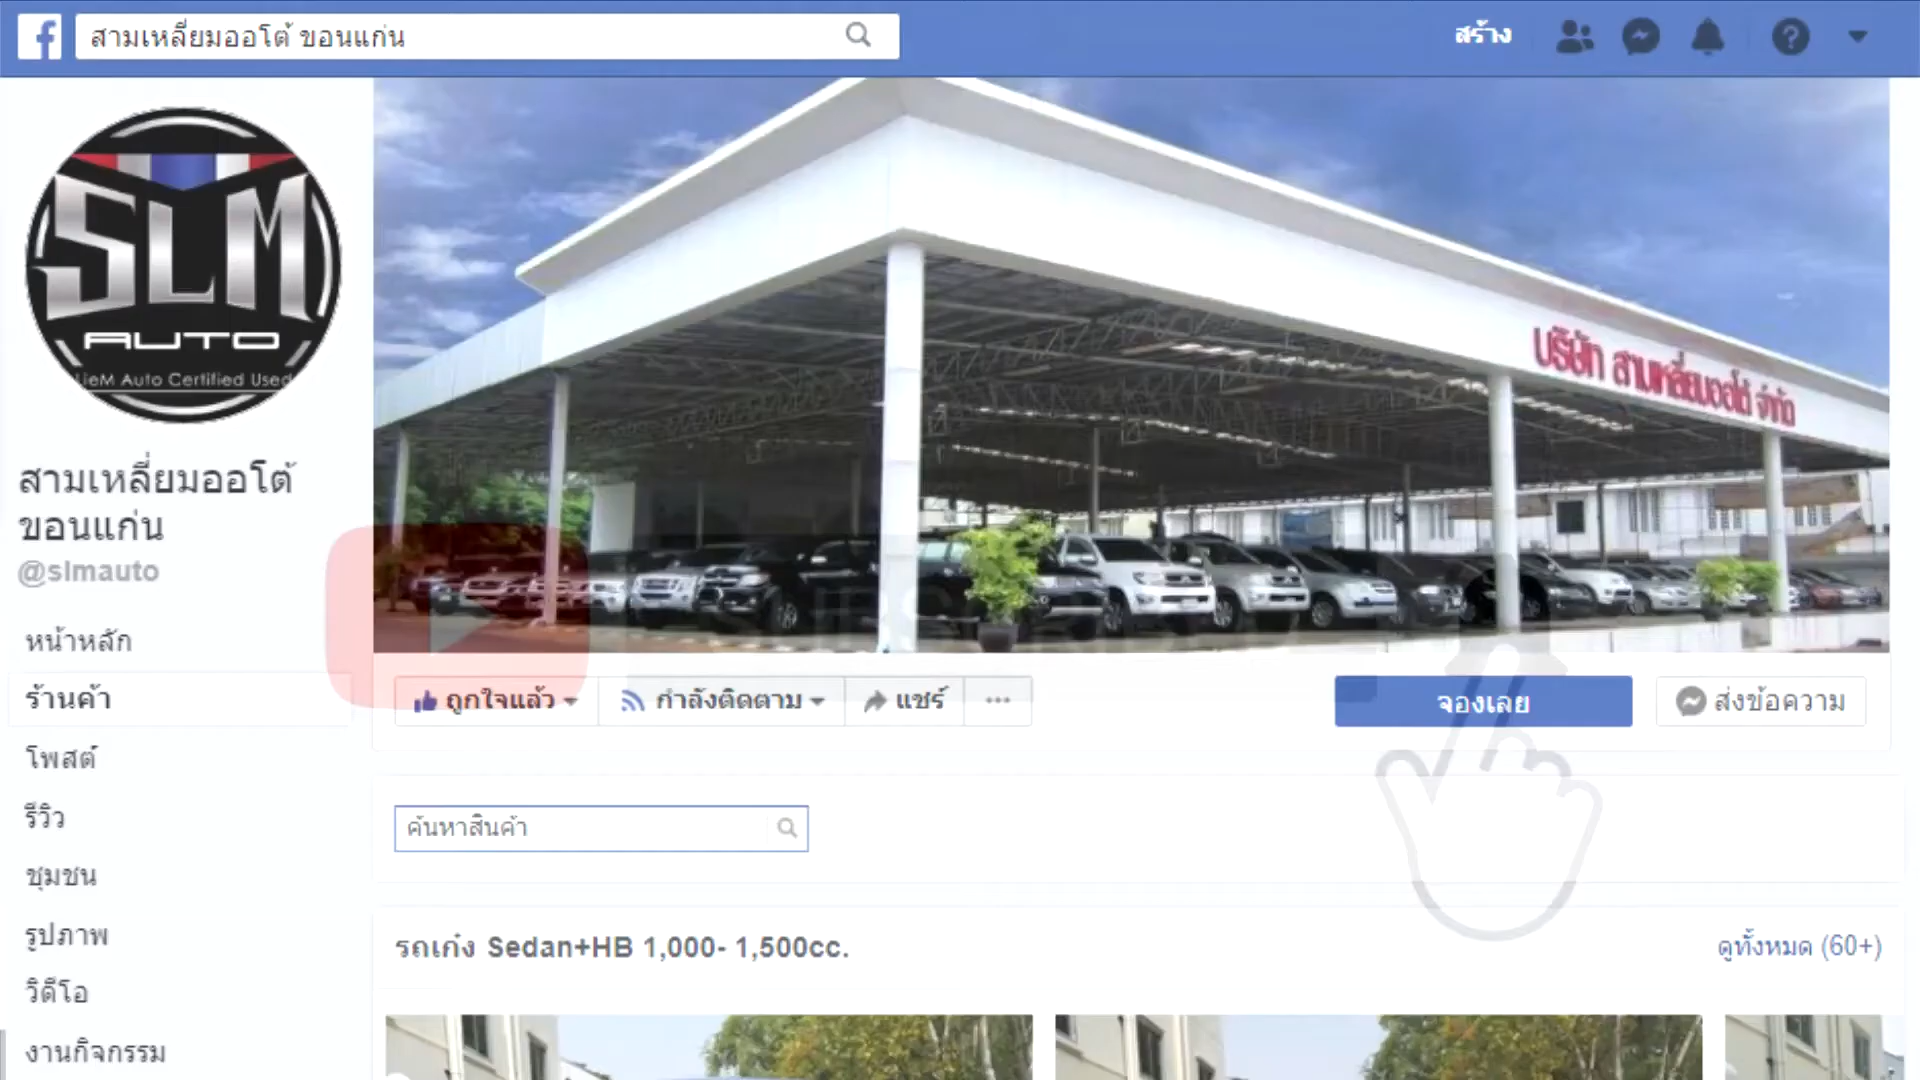 สามเหลี่ยมออโต้ ขอนแก่น
สร้าง
SLM
AUTO
LieM Auto Certified Used
บริษัท สามเหลี่ยมออโต้ จำกัด
สามเหลี่ยมออโต้
ขอนแก่น
@slmauto
หน้าหลัก
ร้านค้า
โพสต์
รีวิว
ชุมชน
รูปภาพ
วิดีโอ
งานกิจกรรม
ถูกใจแล้ว
กำลังติดตาม
แชร์
จองเลย
ส่งข้อความ
ค้นหาสินค้า
รถเก๋ง Sedan+HB 1,000- 1,500cc.
ดูทั้งหมด (60+)